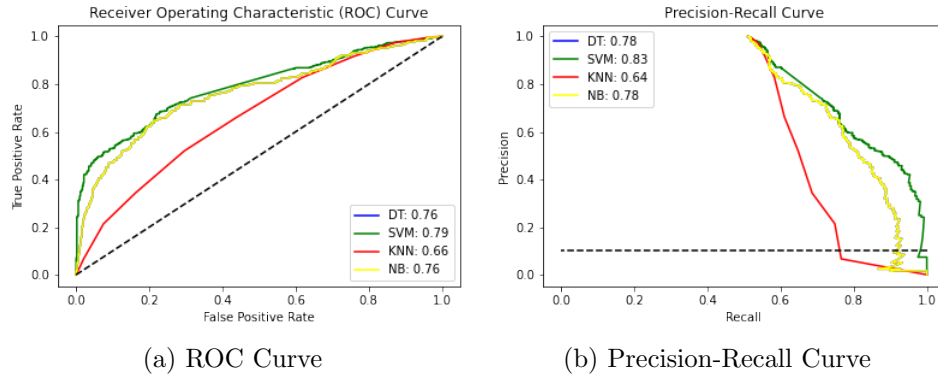 Receiver Operating Characteristic (ROC) Curve
1.0
0.8
0.6
0.4
0.2
0.0
True Positive Rate
DT: 0.76
SVM: 0.79
KNN: 0.66
NB: 0.76
0.0 0.2 0.4 0.6 0.8 1.0
False Positive Rate
(a) ROC Curve
Precision-Recall Curve
1.0
0.8
0.6
0.4
0.2
0.0
Precision
DT: 0.78
SVM: 0.83
KNN: 0.64
NB: 0.78
0.0 0.2 0.4 0.6 0.8 1.0
Recall
(b) Precision-Recall Curve